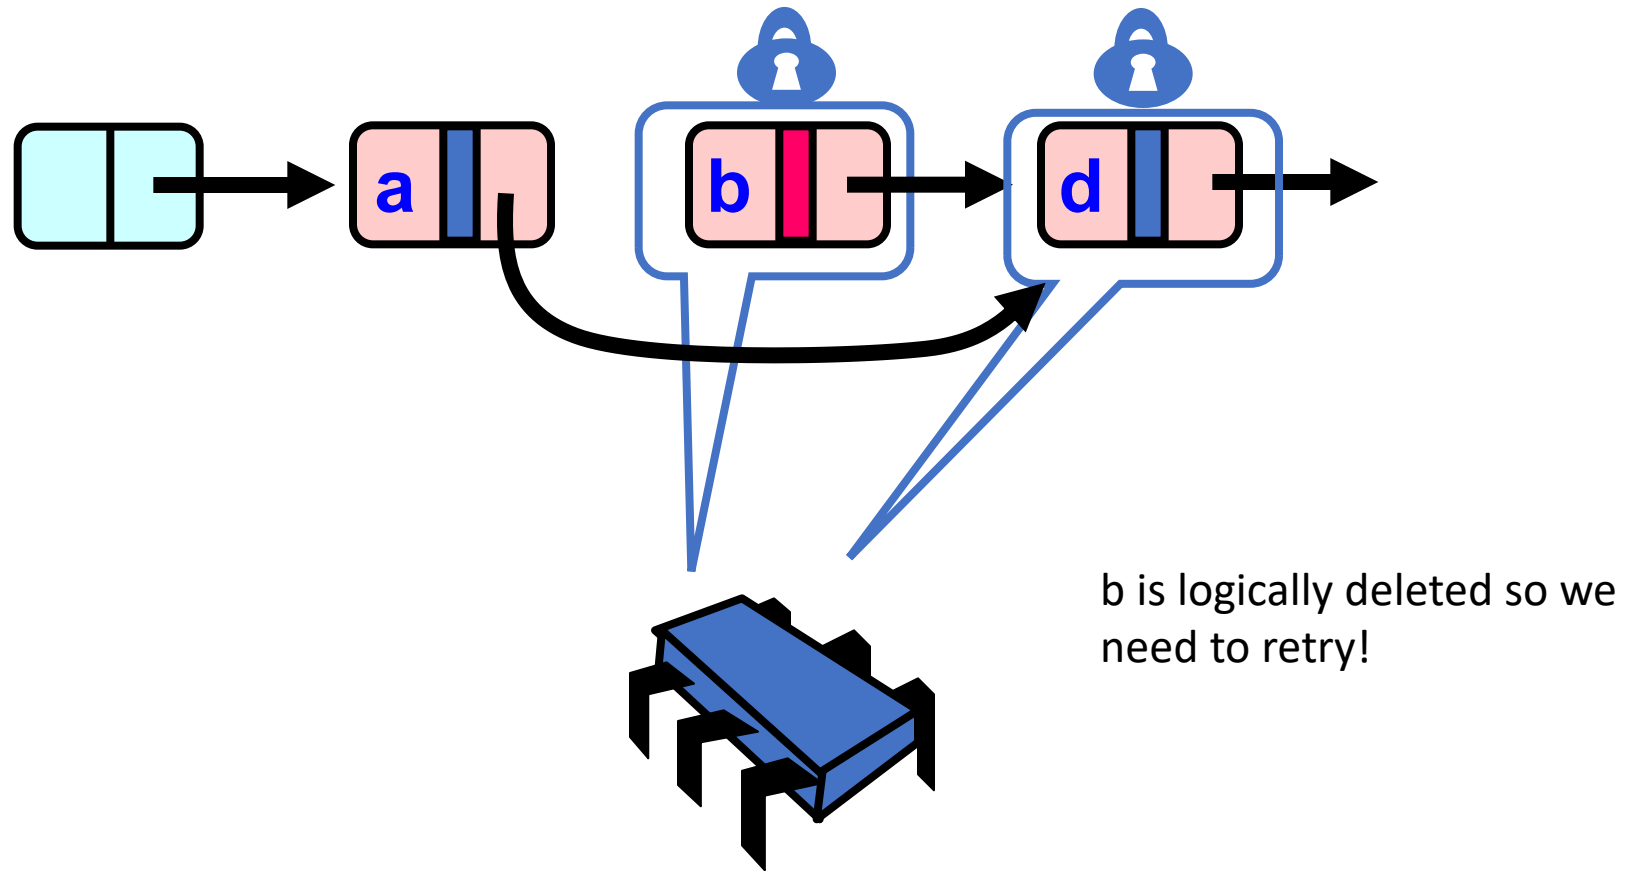 a
b
d
b is logically deleted so we
need to retry!